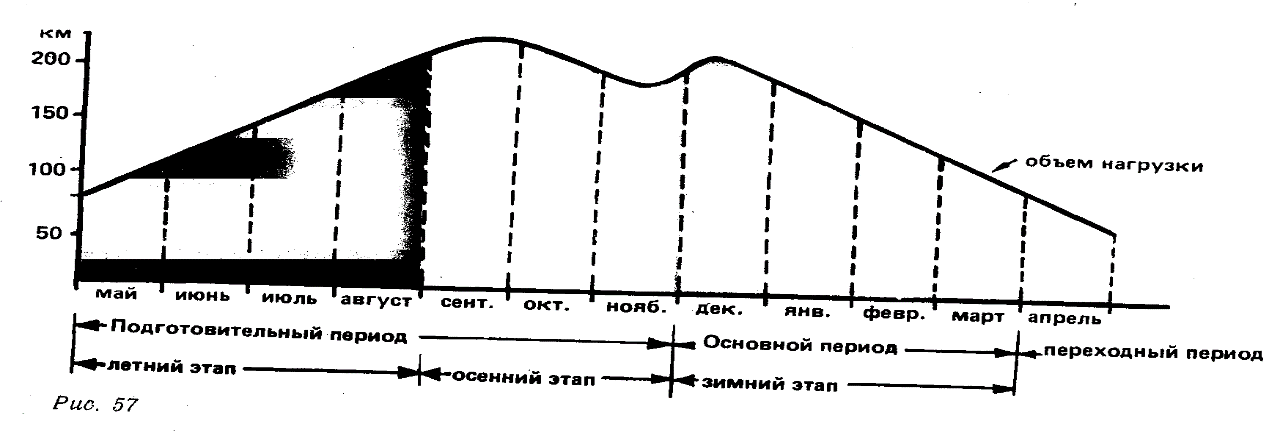 км
200
150
100
50
объем нагрузки
май июнь июль август сент. окт. нояб. дек. янв. февр. март апрель
Подготовительный период Основной период переходный период
летний этап осенний этап зимний этап
Рис. 57